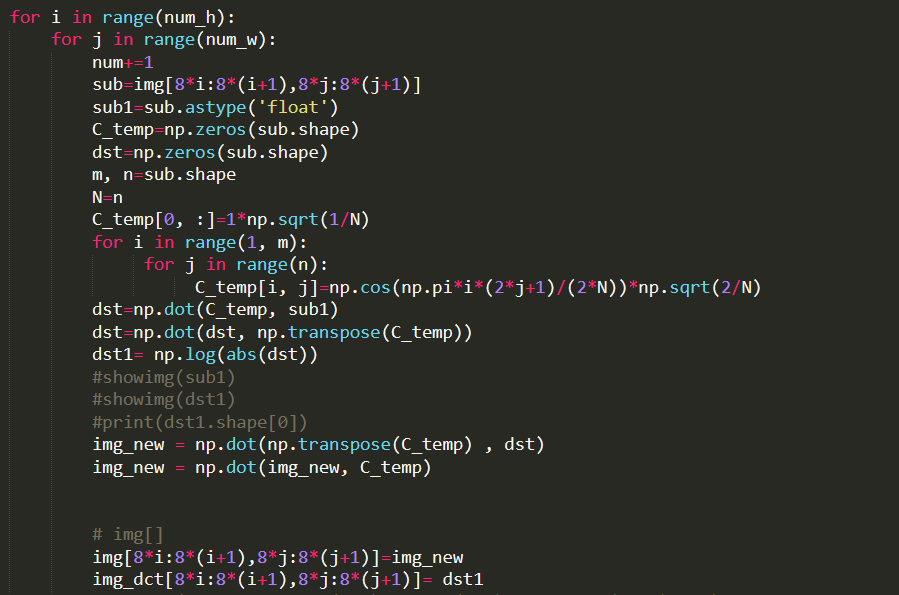 for i in range(num_h):
    for j in range(num_w):
        num+=1
        sub=img[8*i:8*(i+1),8*j:8*(j+1)]
        sub1=sub.astype('float')
        C_temp=np.zeros(sub.shape)
        dst=np.zeros(sub.shape)
        m, n=sub.shape
        N=n
        C_temp[0, :]=1*np.sqrt(1/N)
        for i in range(1, m):
            for j in range(n):
                C_temp[i, j]=np.cos(np.pi*i*(2*j+1)/(2*N))*np.sqrt(2/N)
        dst=np.dot(C_temp, sub1)
        dst=np.dot(dst, np.transpose(C_temp))
        dst1= np.log(abs(dst))
        #showimg(sub1)
        #showimg(dst1)
        #print(dst1.shape[0])
        img_new = np.dot(np.transpose(C_temp) , dst)
        img_new = np.dot(img_new, C_temp)
        # img[]
        img[8*i:8*(i+1),8*j:8*(j+1)]=img_new
        img_dct[8*i:8*(i+1),8*j:8*(j+1)]= dst1